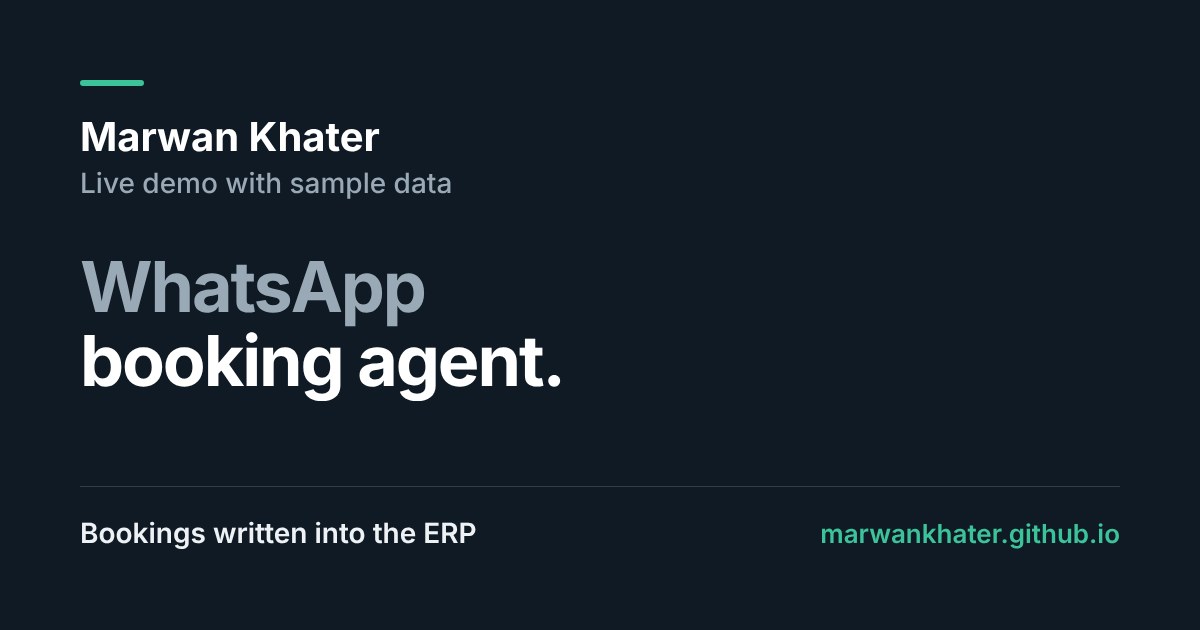 Marwan Khater
Live demo with sample data
WhatsApp
booking agent.
Bookings written into the ERP
marwankhater.github.io